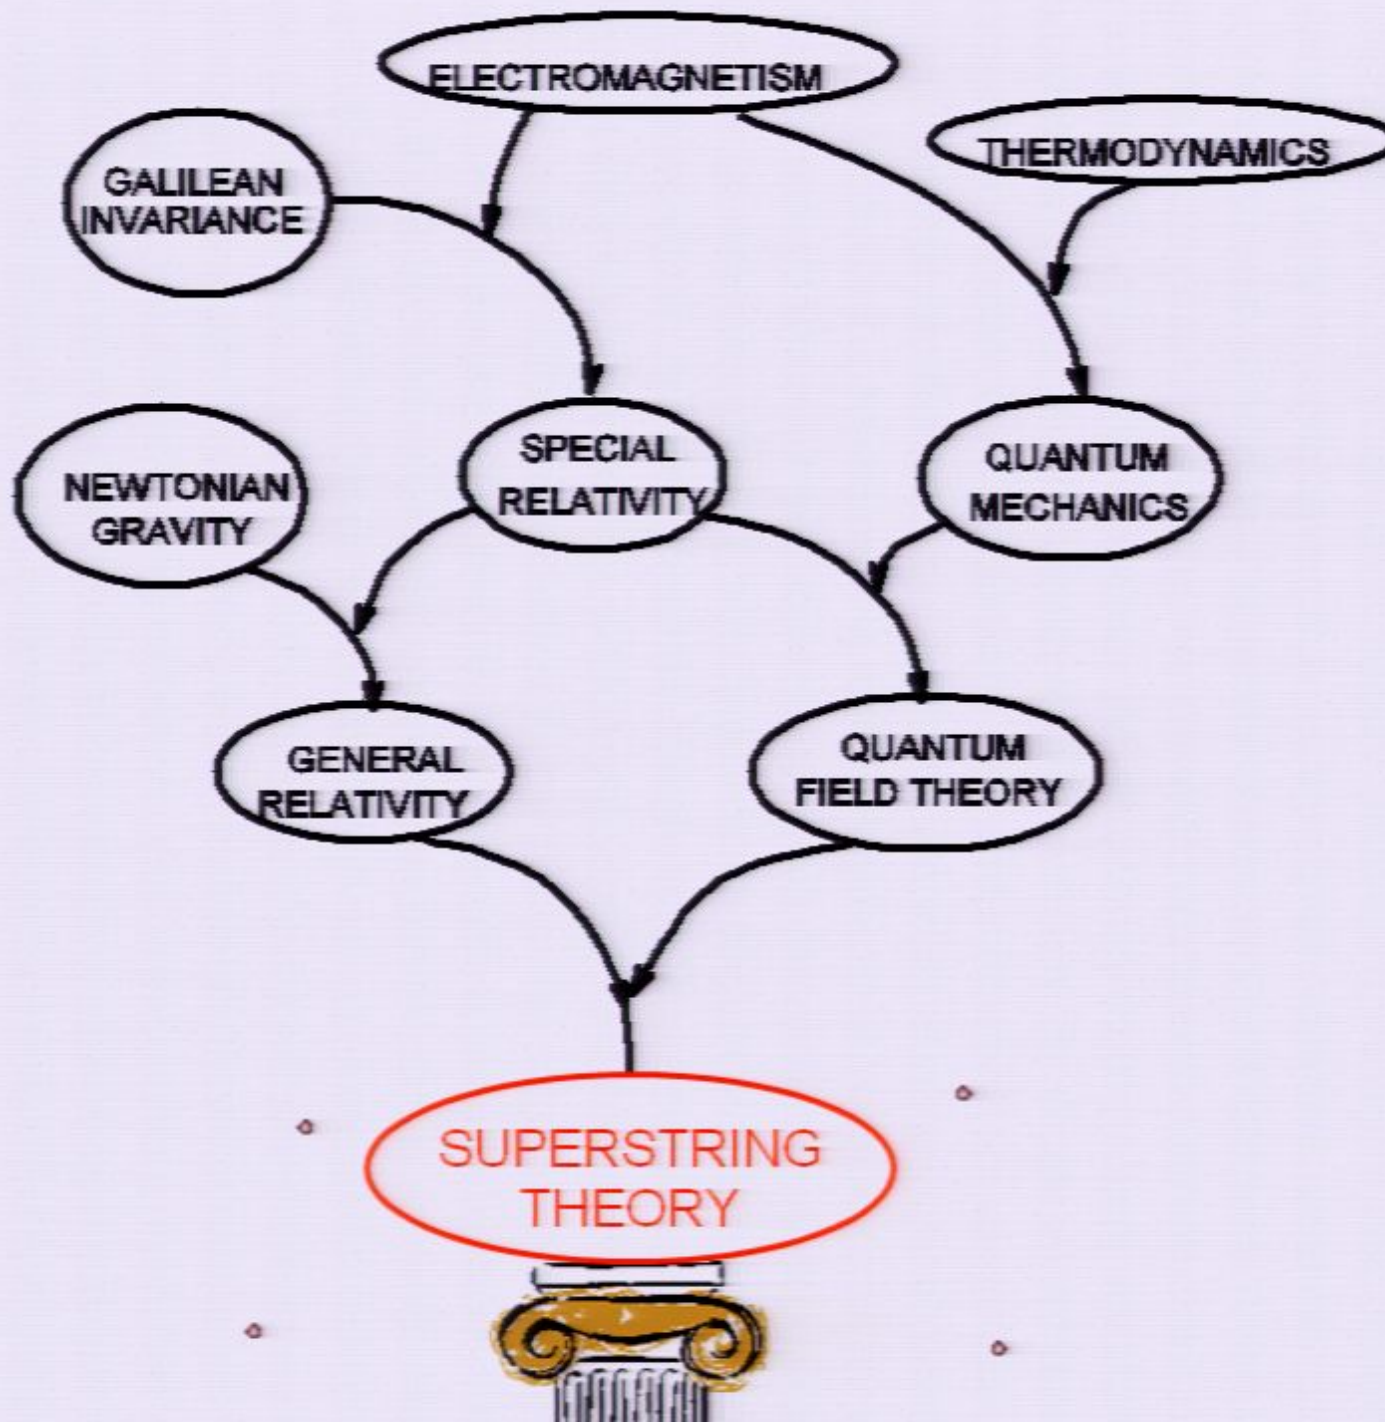 ELECTROMAGNETISM
THERMODYNAMICS
GALILEAN
INVARIANCE
SPECIAL
RELATIVITY
QUANTUM
MECHANICS
NEWTONIAN
GRAVITY
GENERAL
RELATIVITY
QUANTUM
FIELD THEORY
SUPERSTRING
THEORY